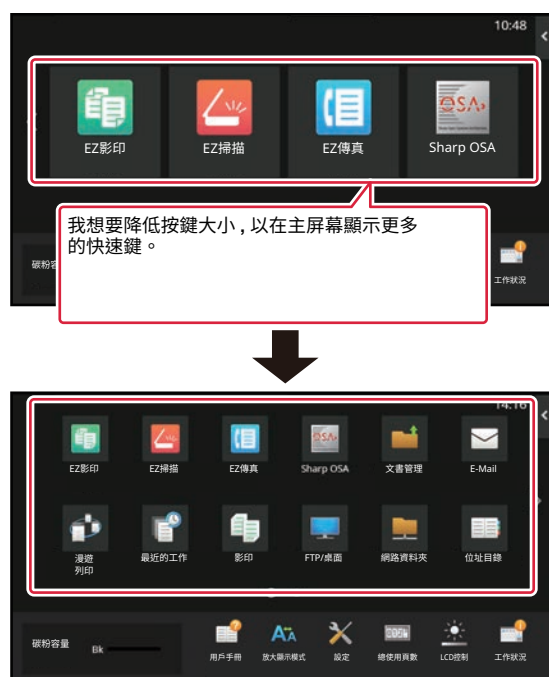 10:48
EZ影印 EZ掃描 EZ傳真 Sharp OSA
我想要降低按鍵大小 , 以在主屏幕顯示更多
的快速鍵。
碳粉容
工作狀況
14:16
EZ影印 EZ掃描 EZ傳真 Sharp OSA 文書管理 E-Mail
漫遊 最近的工作 影印 FTP/桌面 網路資料夾 位址目錄
列印
碳粉容量
Bk
用戶手冊 放大顯示模式 設定 總使用頁數 LCD控制 工作狀況